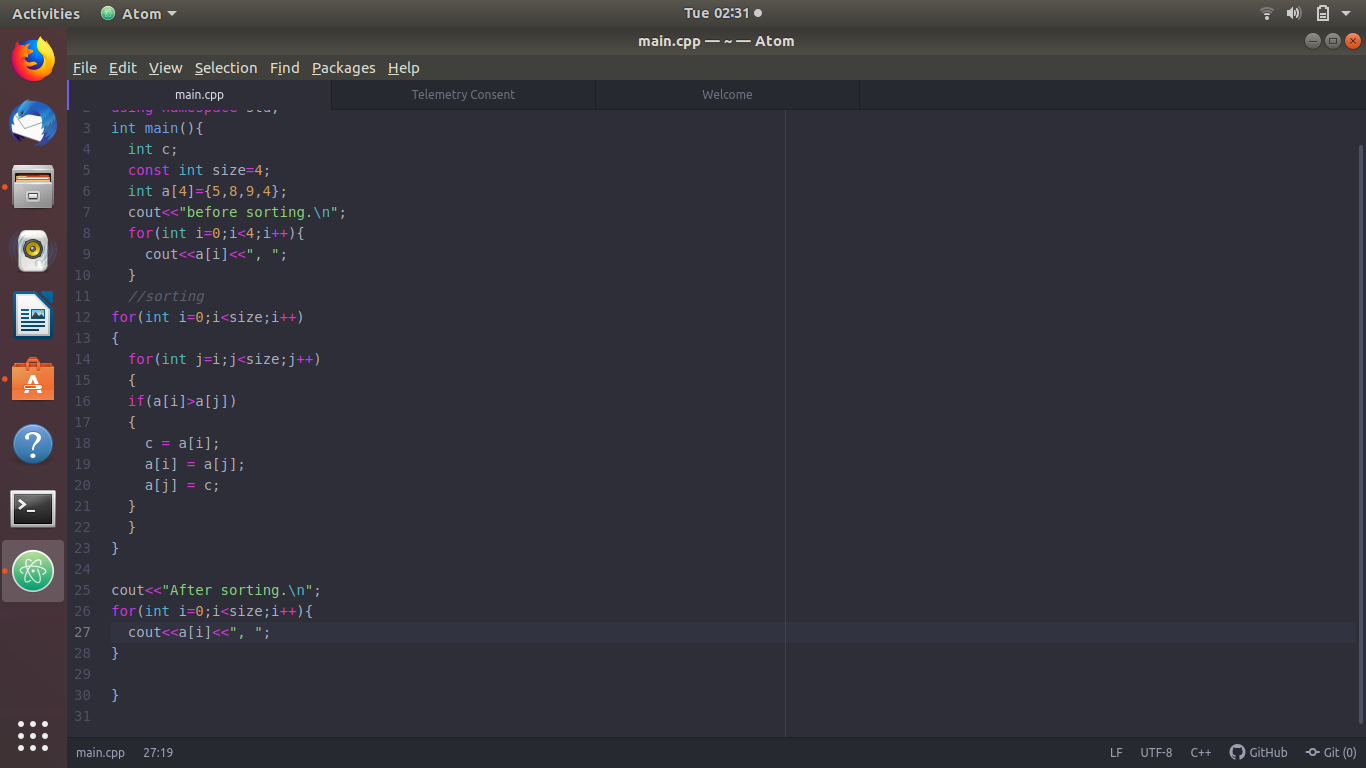 Activities Atom Tue 02:31
main.cpp — ~ — Atom
File Edit View Selection Find Packages Help
main.cpp Telemetry Consent Welcome
2 using namespace std;
3 int main(){
4 int c;
5 const int size=4;
6 int a[4]={5,8,9,4};
7 cout<<"before sorting.\n";
8 for(int i=0;i<4;i++){
9 cout<<a[i]<<", ";
10 }
11 //sorting
12 for(int i=0;i<size;i++)
13 {
14 for(int j=i;j<size;j++)
15 {
16 if(a[i]>a[j])
17 {
18 c = a[i];
19 a[i] = a[j];
20 a[j] = c;
21 }
22 }
23 }
24
25 cout<<"After sorting.\n";
26 for(int i=0;i<size;i++){
27 cout<<a[i]<<", ";
28 }
29
30 }
31
main.cpp 27:19 LF UTF-8 C++ GitHub Git (0)